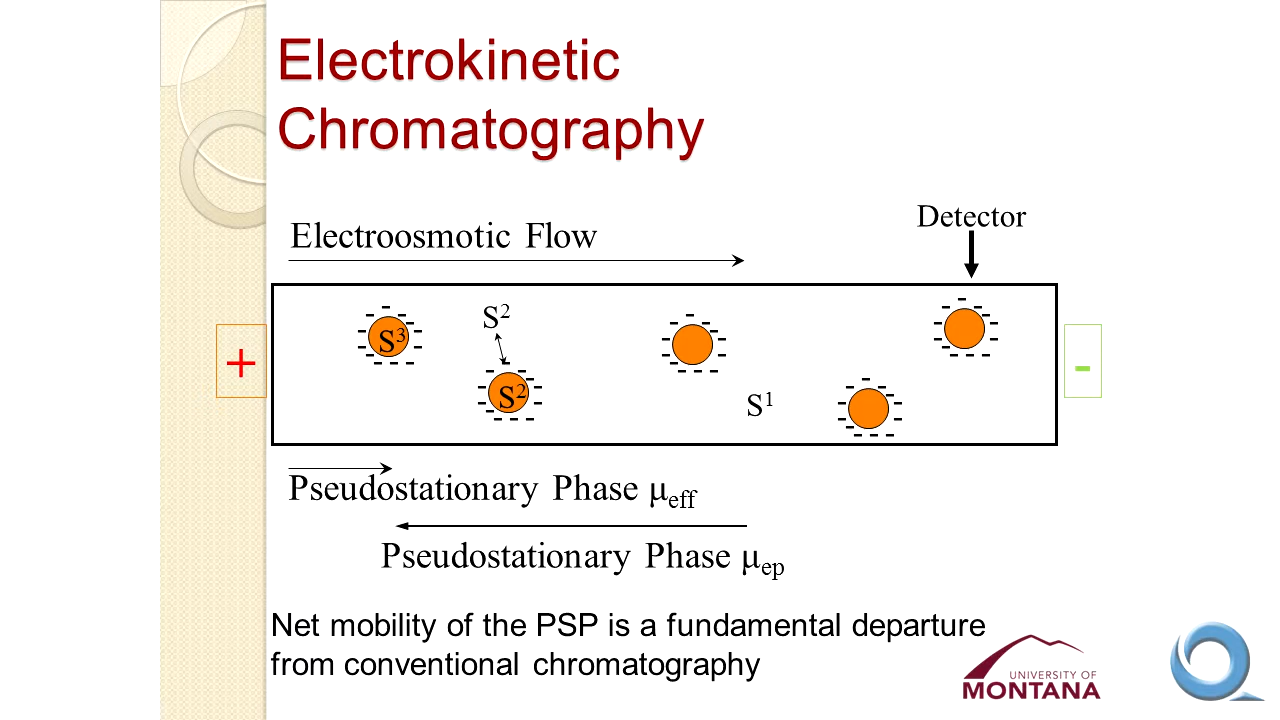 Electrokinetic
Chromatography
Detector
Electroosmotic Flow
S²
S³
+
-
S²
S¹
Pseudostationary Phase μeff
Pseudostationary Phase μep
Net mobility of the PSP is a fundamental departure
from conventional chromatography
UNIVERSITY OF
MONTANA